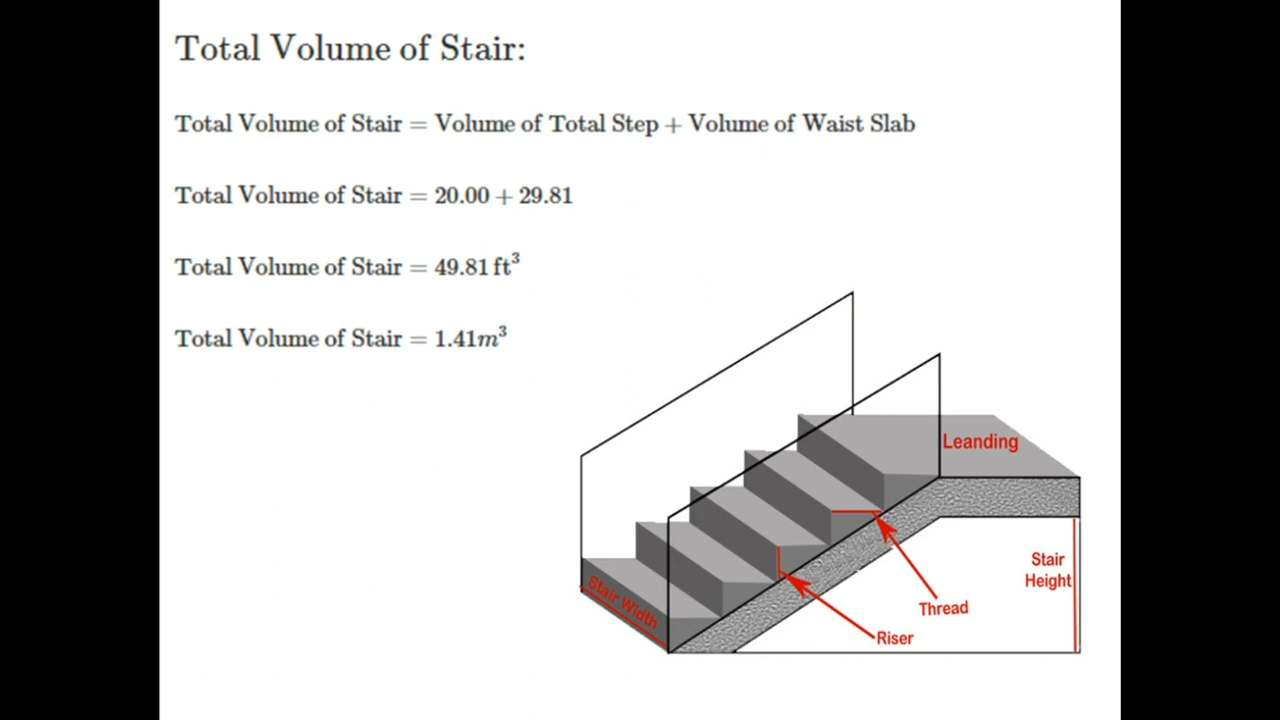 Total Volume of Stair:
Total Volume of Stair = Volume of Total Step + Volume of Waist Slab
Total Volume of Stair = 20.00 + 29.81
Total Volume of Stair = 49.81 ft³
Total Volume of Stair = 1.41m³
Leanding
Stair
Height
Stair Width
Thread
Riser